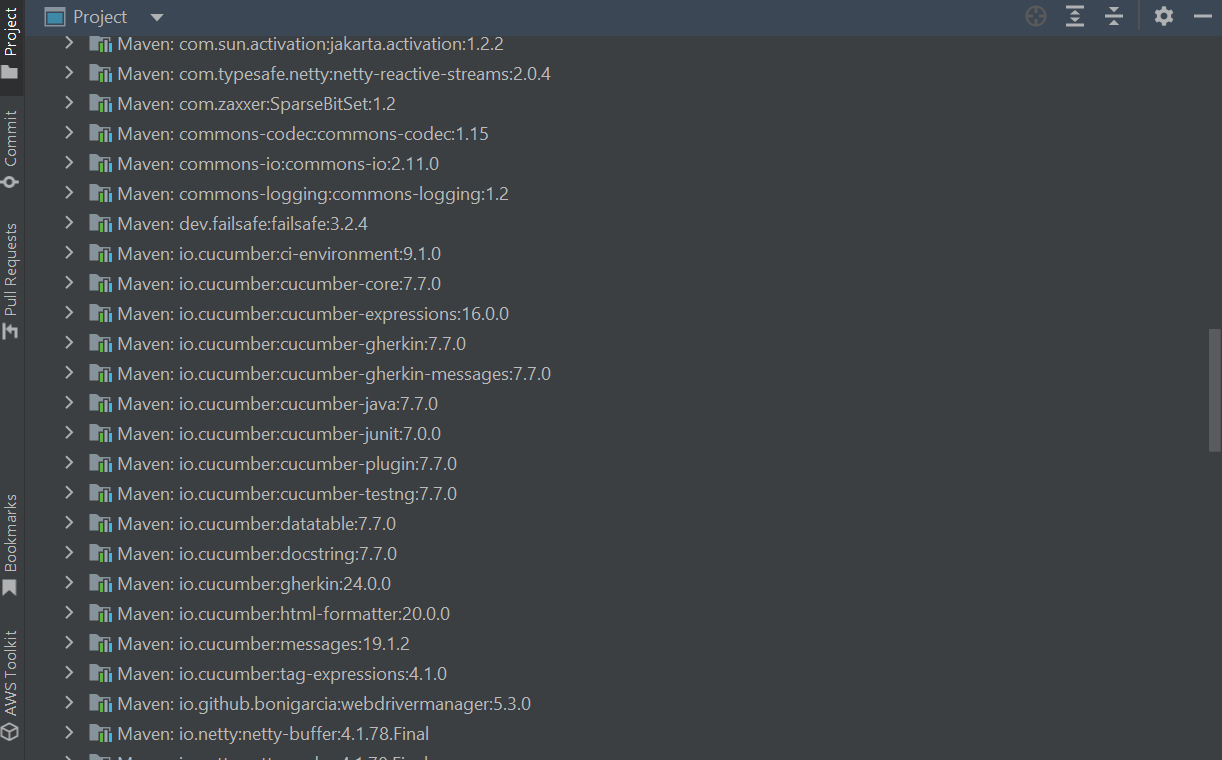 Project
Project
Commit
Pull Requests
Bookmarks
AWS Toolkit
Maven: com.sun.activation:jakarta.activation:1.2.2
Maven: com.typesafe.netty:netty-reactive-streams:2.0.4
Maven: com.zaxxer:SparseBitSet:1.2
Maven: commons-codec:commons-codec:1.15
Maven: commons-io:commons-io:2.11.0
Maven: commons-logging:commons-logging:1.2
Maven: dev.failsafe:failsafe:3.2.4
Maven: io.cucumber:ci-environment:9.1.0
Maven: io.cucumber:cucumber-core:7.7.0
Maven: io.cucumber:cucumber-expressions:16.0.0
Maven: io.cucumber:cucumber-gherkin:7.7.0
Maven: io.cucumber:cucumber-gherkin-messages:7.7.0
Maven: io.cucumber:cucumber-java:7.7.0
Maven: io.cucumber:cucumber-junit:7.0.0
Maven: io.cucumber:cucumber-plugin:7.7.0
Maven: io.cucumber:cucumber-testng:7.7.0
Maven: io.cucumber:datatable:7.7.0
Maven: io.cucumber:docstring:7.7.0
Maven: io.cucumber:gherkin:24.0.0
Maven: io.cucumber:html-formatter:20.0.0
Maven: io.cucumber:messages:19.1.2
Maven: io.cucumber:tag-expressions:4.1.0
Maven: io.github.bonigarcia:webdrivermanager:5.3.0
Maven: io.netty:netty-buffer:4.1.78.Final